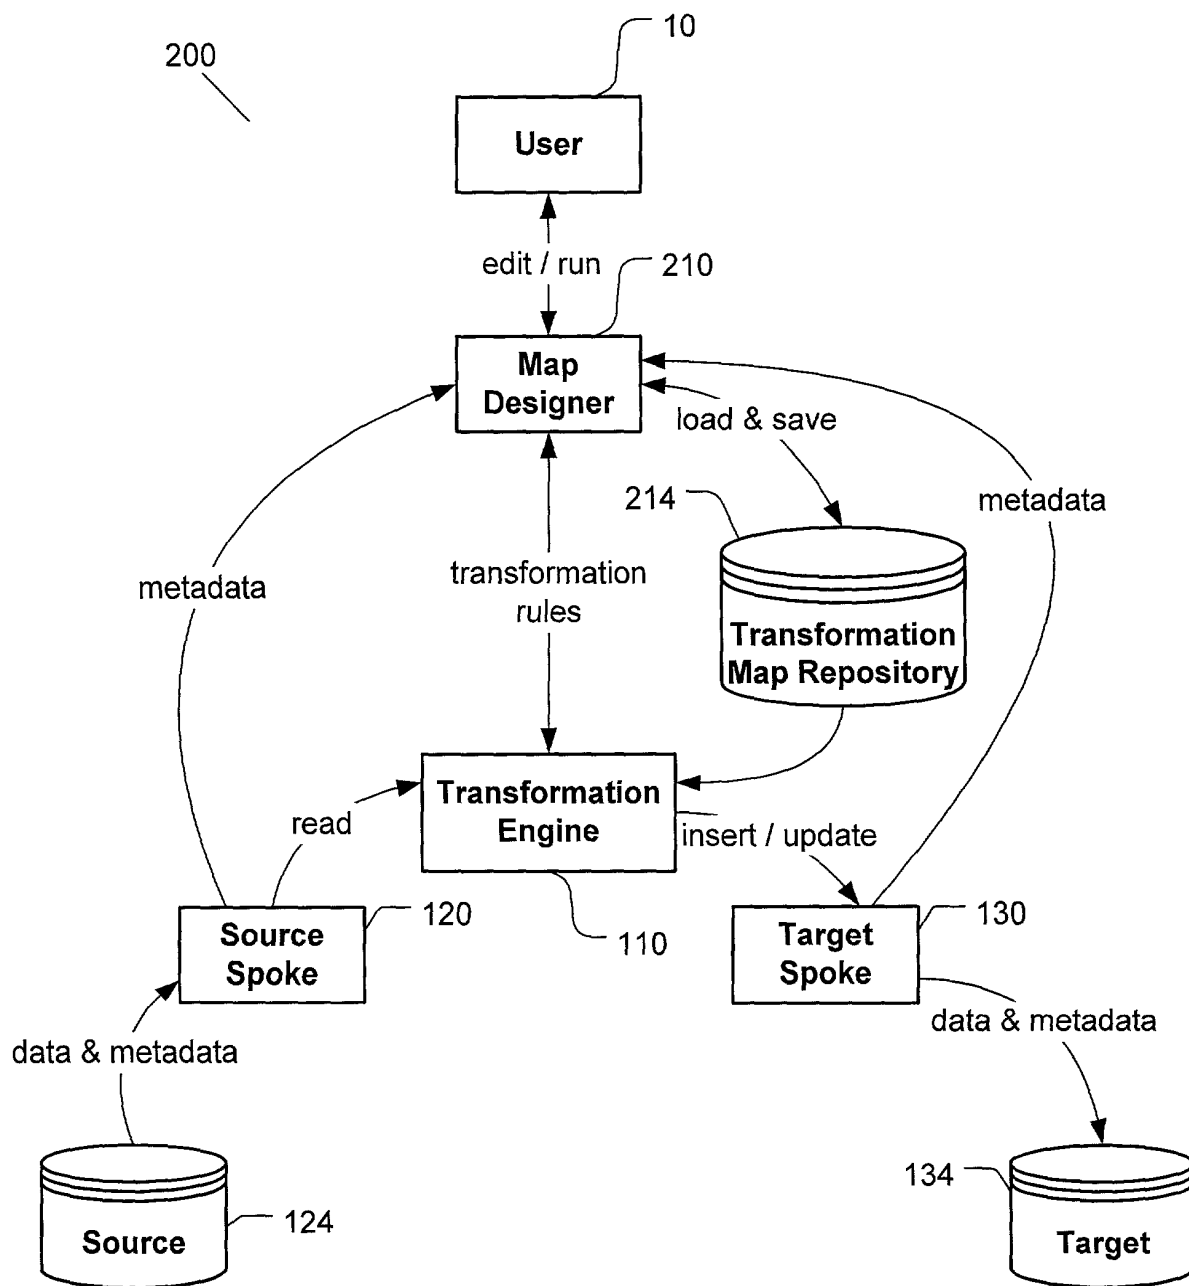 10
200
User
edit / run
210
Map
Designer
load & save
214
metadata
metadata
transformation
rules
Transformation
Map Repository
Transformation
Engine
read
insert / update
120
Source
Spoke
110
130
Target
Spoke
data & metadata
data & metadata
124
Source
134
Target